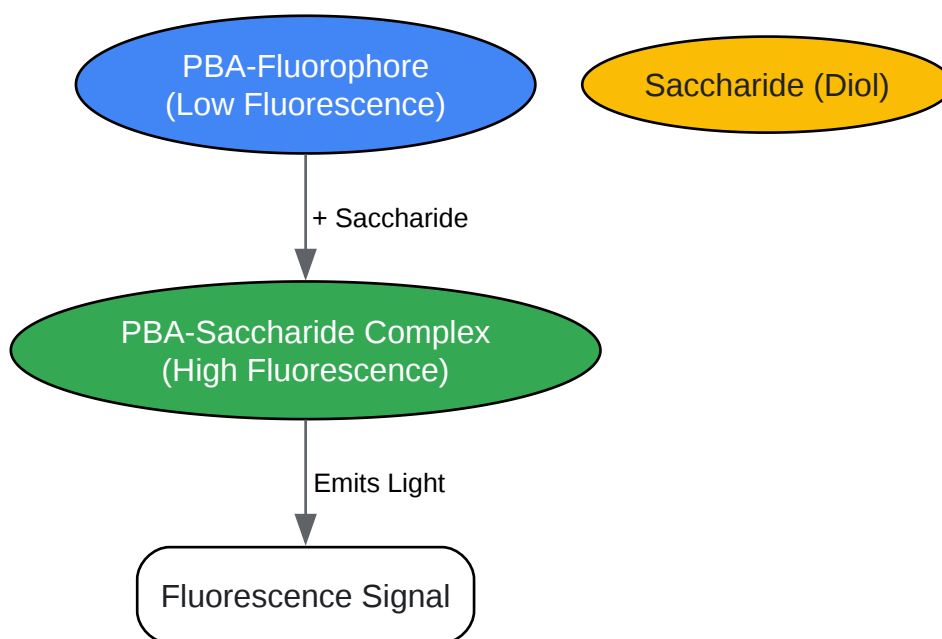 PBA-Fluorophore
(Low Fluorescence)
Saccharide (Diol)
+ Saccharide
PBA-Saccharide Complex
(High Fluorescence)
Emits Light
Fluorescence Signal